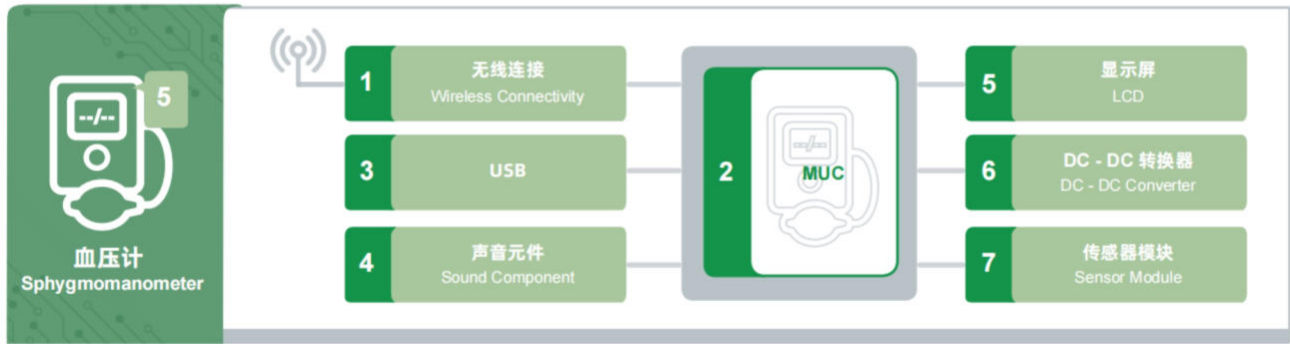 5
--/--
血压计
Sphygmomanometer
1
无线连接
Wireless Connectivity
3
USB
4
声音元件
Sound Component
2
--/--
MUC
5
显示屏
LCD
6
DC - DC 转换器
DC - DC Converter
7
传感器模块
Sensor Module